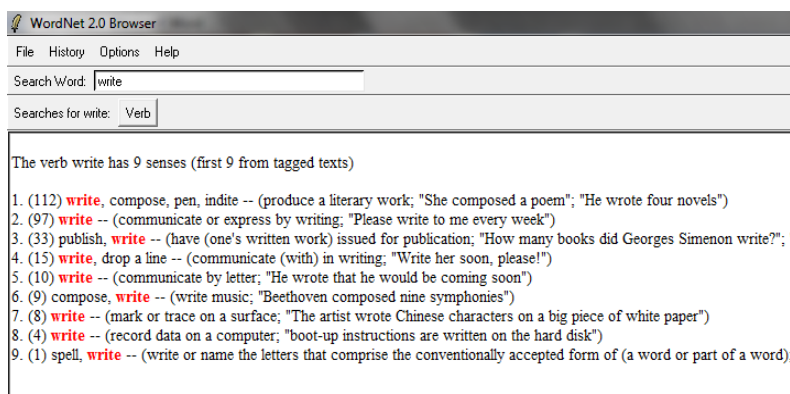 WordNet 2.0 Browser
File History Options Help
Search Word: write
Searches for write: Verb
The verb write has 9 senses (first 9 from tagged texts)
1. (112) write, compose, pen, indite -- (produce a literary work; "She composed a poem"; "He wrote four novels")
2. (97) write -- (communicate or express by writing; "Please write to me every week")
3. (33) publish, write -- (have (one's written work) issued for publication; "How many books did Georges Simenon write?";
4. (15) write, drop a line -- (communicate (with) in writing; "Write her soon, please!")
5. (10) write -- (communicate by letter; "He wrote that he would be coming soon")
6. (9) compose, write -- (write music; "Beethoven composed nine symphonies")
7. (8) write -- (mark or trace on a surface; "The artist wrote Chinese characters on a big piece of white paper")
8. (4) write -- (record data on a computer; "boot-up instructions are written on the hard disk")
9. (1) spell, write -- (write or name the letters that comprise the conventionally accepted form of (a word or part of a word);